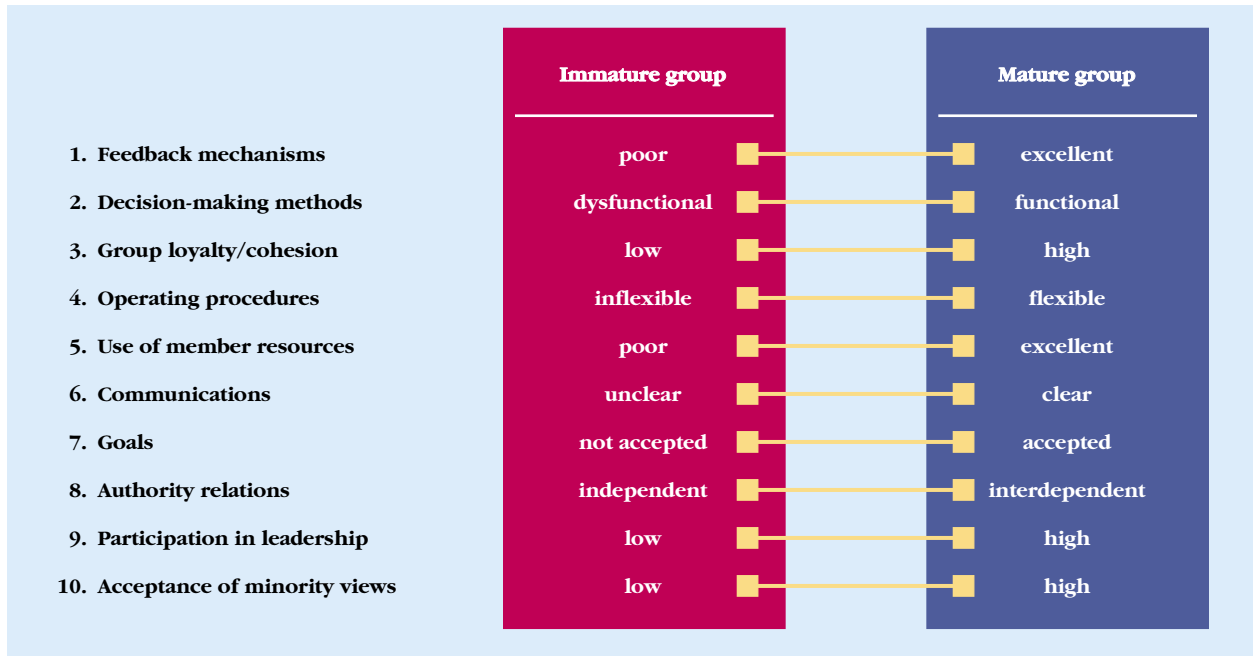 Immature group Mature group
1. Feedback mechanisms poor excellent
2. Decision-making methods dysfunctional functional
3. Group loyalty/cohesion low high
4. Operating procedures inflexible flexible
5. Use of member resources poor excellent
6. Communications unclear clear
7. Goals not accepted accepted
8. Authority relations independent interdependent
9. Participation in leadership low high
10. Acceptance of minority views low high